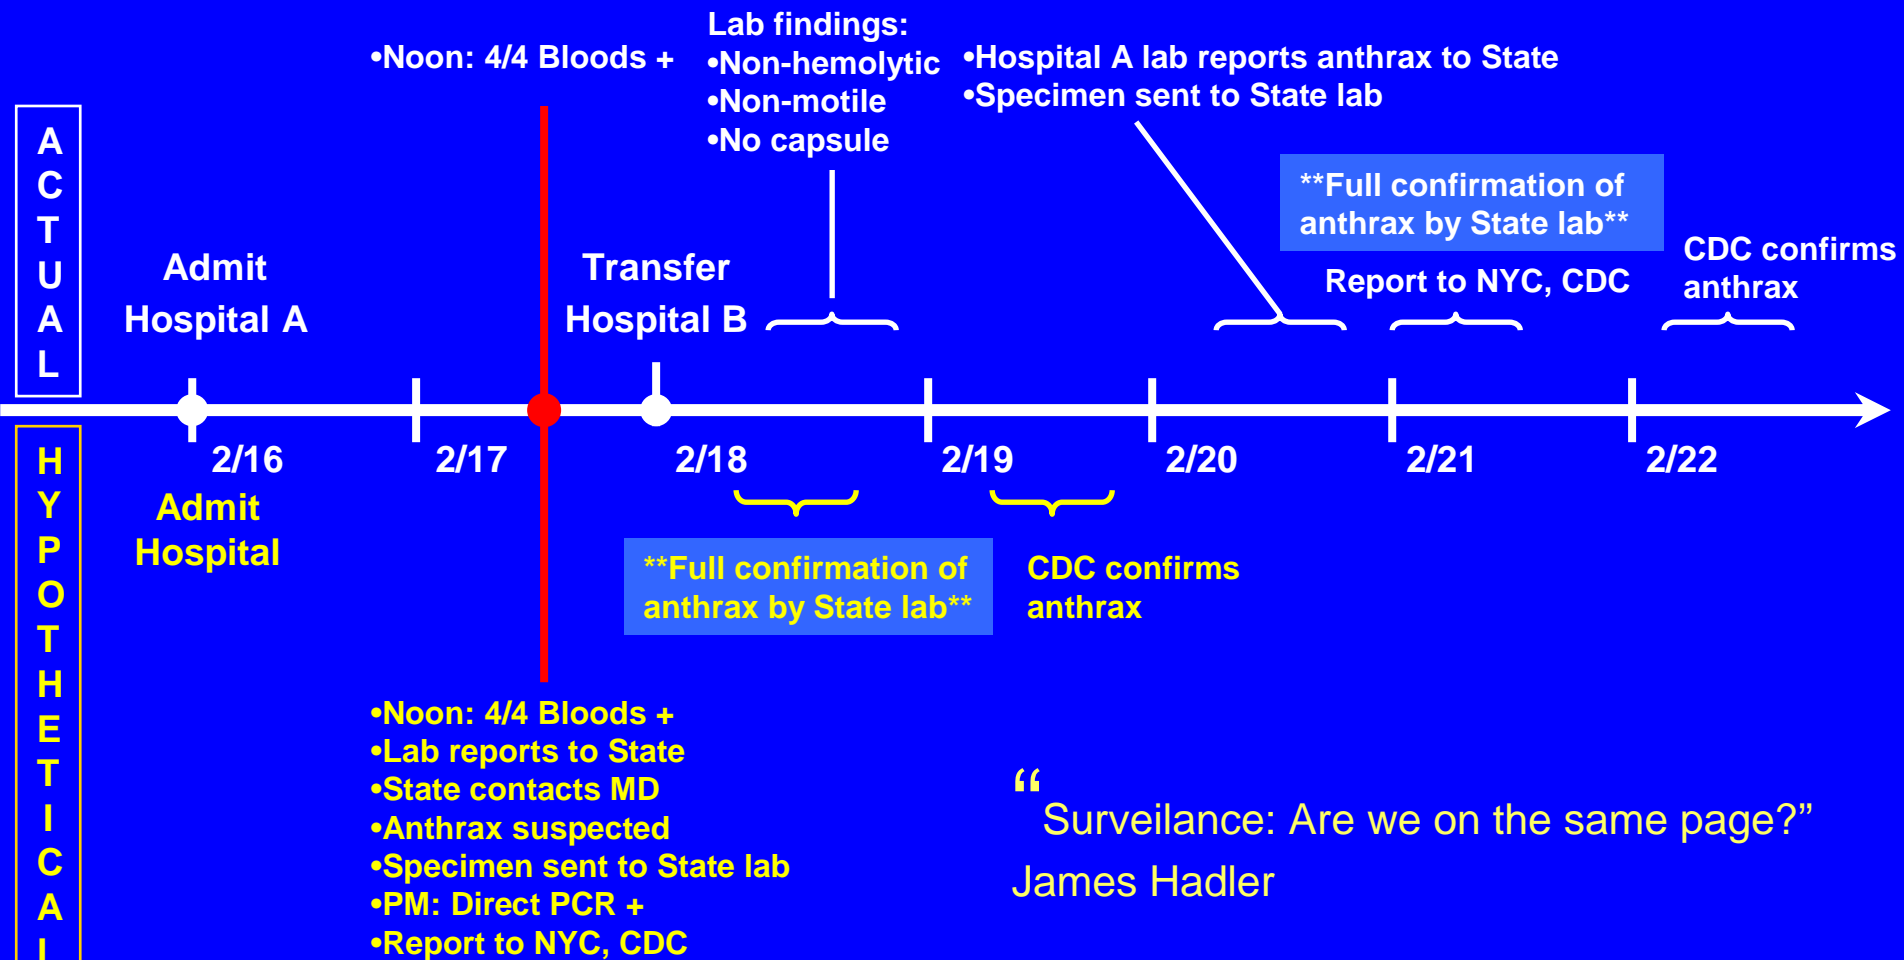 •Noon: 4/4 Bloods +
Lab findings:
•Non-hemolytic
•Non-motile
•No capsule
•Hospital A lab reports anthrax to State
•Specimen sent to State lab
ACTUAL
**Full confirmation of
anthrax by State lab**
Report to NYC, CDC
CDC confirms
anthrax
Admit
Hospital A
Transfer
Hospital B
2/16
2/17
2/18
2/19
2/20
2/21
2/22
HYPOTHETICAL
Admit
Hospital
**Full confirmation of
anthrax by State lab**
CDC confirms
anthrax
•Noon: 4/4 Bloods +
•Lab reports to State
•State contacts MD
•Anthrax suspected
•Specimen sent to State lab
•PM: Direct PCR +
•Report to NYC, CDC
“Surveilance: Are we on the same page?”
James Hadler